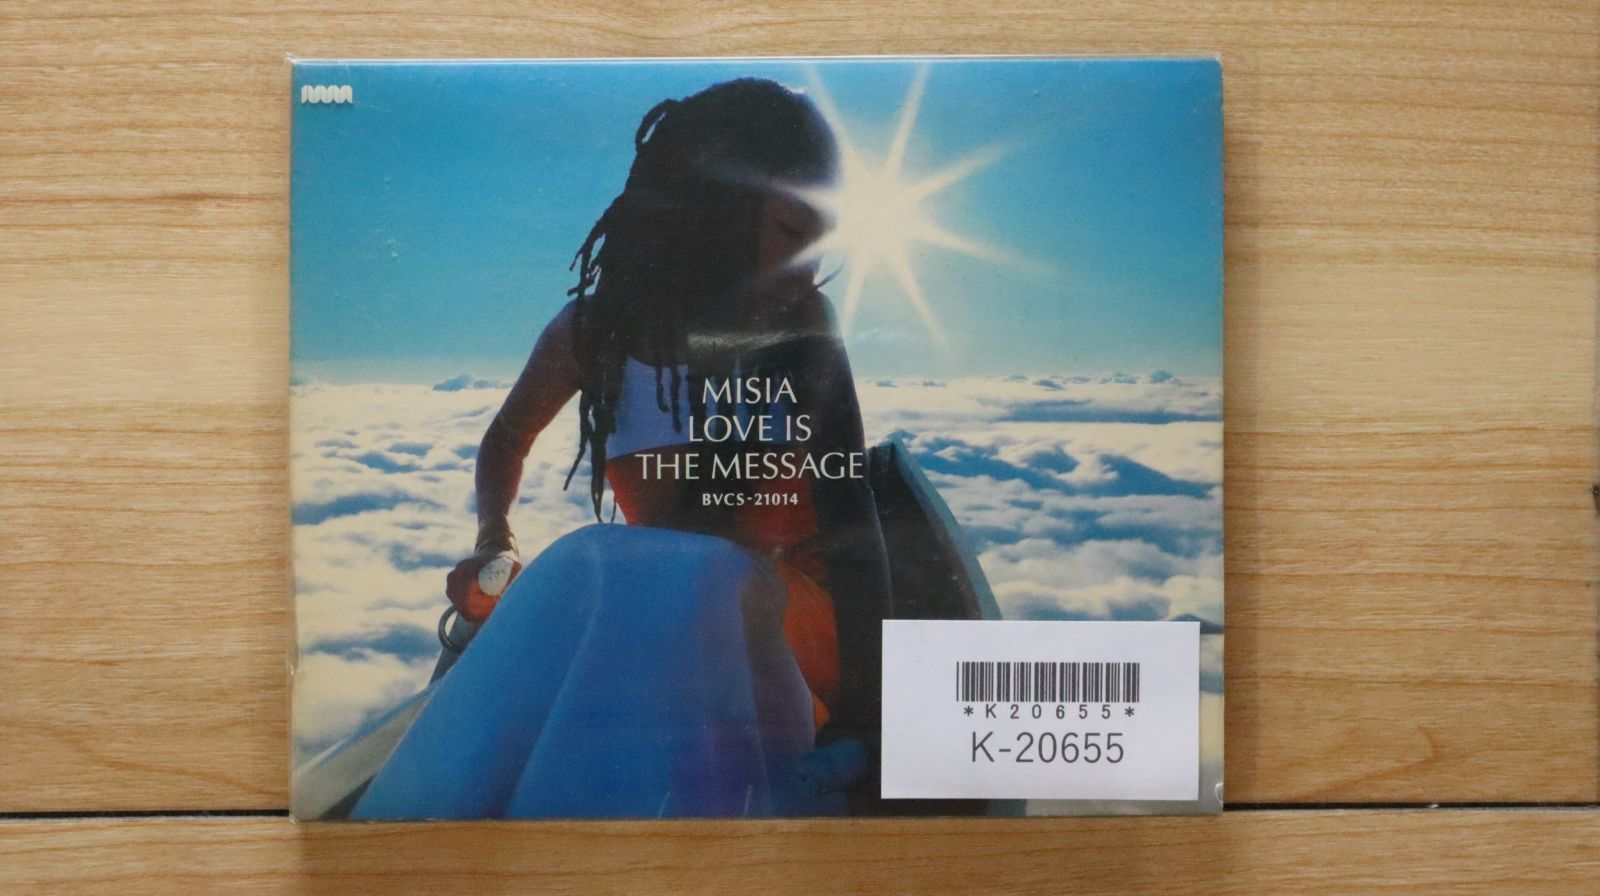 MISIA
LOVE IS
THE MESSAGE
BVCS-21014
*K20655*
K-20655